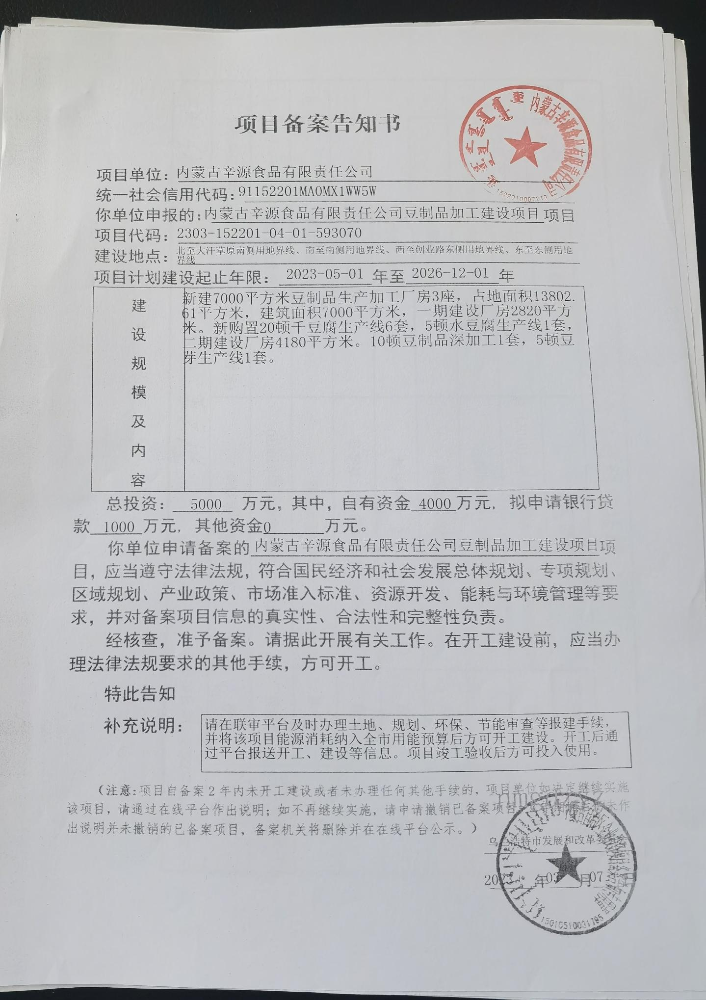 项目备案告知书
内蒙古辛源食品有限责任公司
1522010007218
项目单位：内蒙古辛源食品有限责任公司
统一社会信用代码：91152201MA0MX1WW5W
你单位申报的：内蒙古辛源食品有限责任公司豆制品加工建设项目项目
项目代码：2303-152201-04-01-593070
建设地点：北至大汗草原南侧用地界线、南至南侧用地界线、西至创业路东侧用地界线、东至东侧用地
界线
项目计划建设起止年限：2023-05-01年至2026-12-01年
建设规模及内容
新建7000平方米豆制品生产加工厂房3座，占地面积13802.
61平方米，建筑面积7000平方米，一期建设厂房2820平方
米。新购置20顿千豆腐生产线6套，5顿水豆腐生产线1套，
二期建设厂房4180平方米。10顿豆制品深加工1套，5顿豆
芽生产线1套。
总投资：5000 万元，其中，自有资金4000万元，拟申请银行贷
款1000万元，其他资金0 万元。
你单位申请备案的内蒙古辛源食品有限责任公司豆制品加工建设项目项
目，应当遵守法律法规，符合国民经济和社会发展总体规划、专项规划、
区域规划、产业政策、市场准入标准、资源开发、能耗与环境管理等要
求，并对备案项目信息的真实性、合法性和完整性负责。
经核查，准予备案。请据此开展有关工作。在开工建设前，应当办
理法律法规要求的其他手续，方可开工。
特此告知
补充说明：
请在联审平台及时办理土地、规划、环保、节能审查等报建手续，
并将该项目能源消耗纳入全市用能预算后方可开工建设。开工后通
过平台报送开工、建设等信息。项目竣工验收后方可投入使用。
（注意：项目自备案2年内未开工建设或者未办理任何其他手续的，项目单位如决定继续实施
该项目，请通过在线平台作出说明；如不再继续实施，请申请撤销已备案项目，未作
出说明并未撤销的已备案项目，备案机关将删除并在在线平台公示。）
乌兰浩特市发展和改革委
2023年03月07